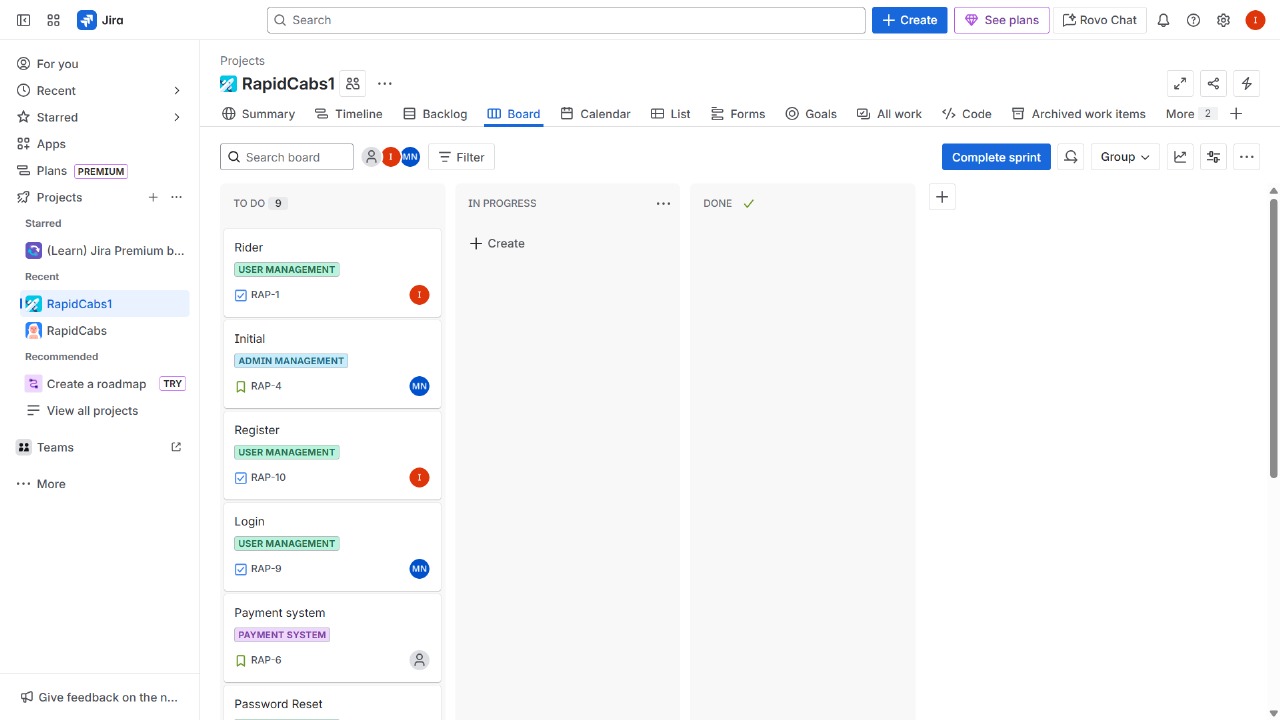 Jira
Search
Create
See plans
Rovo Chat
I
For you
Recent
Starred
Apps
Plans PREMIUM
Projects
Starred
(Learn) Jira Premium b...
Recent
RapidCabs1
RapidCabs
Recommended
Create a roadmap TRY
View all projects
Teams
More
Give feedback on the n...
Projects
RapidCabs1
Summary
Timeline
Backlog
Board
Calendar
List
Forms
Goals
All work
Code
Archived work items
More 2
Search board
I
MN
Filter
Complete sprint
Group
TO DO 9
Rider
USER MANAGEMENT
RAP-1
I
Initial
ADMIN MANAGEMENT
RAP-4
MN
Register
USER MANAGEMENT
RAP-10
I
Login
USER MANAGEMENT
RAP-9
MN
Payment system
PAYMENT SYSTEM
RAP-6
Password Reset
IN PROGRESS
Create
DONE